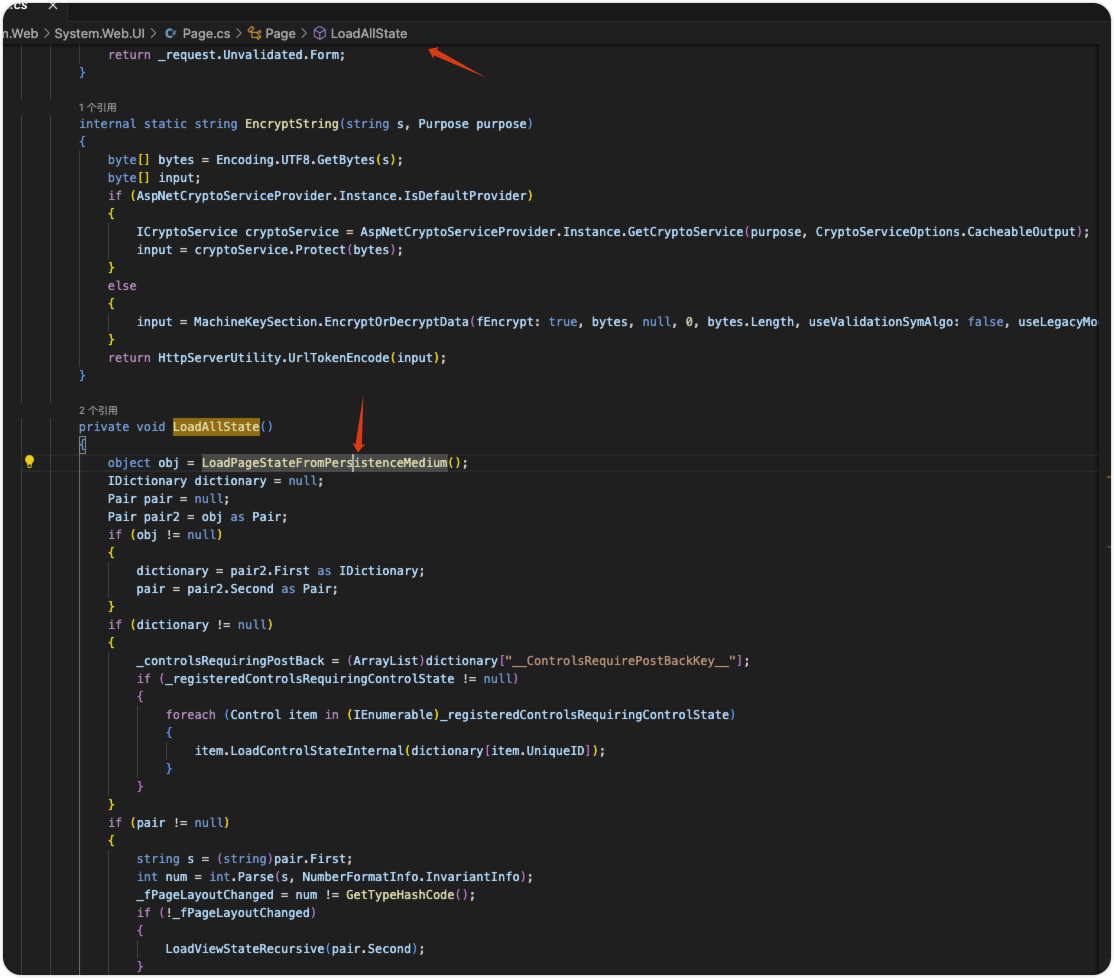 .cs ×
n.Web > System.Web.UI > Page.cs > Page > LoadAllState
return _request.Unvalidated.Form;
}
1 个引用
internal static string EncryptString(string s, Purpose purpose)
{
byte[] bytes = Encoding.UTF8.GetBytes(s);
byte[] input;
if (AspNetCryptoServiceProvider.Instance.IsDefaultProvider)
{
ICryptoService cryptoService = AspNetCryptoServiceProvider.Instance.GetCryptoService(purpose, CryptoServiceOptions.CacheableOutput);
input = cryptoService.Protect(bytes);
}
else
{
input = MachineKeySection.EncryptOrDecryptData(fEncrypt: true, bytes, null, 0, bytes.Length, useValidationSymAlgo: false, useLegacyMo
}
return HttpServerUtility.UrlTokenEncode(input);
}
2 个引用
private void LoadAllState()
{
object obj = LoadPageStateFromPersistenceMedium();
IDictionary dictionary = null;
Pair pair = null;
Pair pair2 = obj as Pair;
if (obj != null)
{
dictionary = pair2.First as IDictionary;
pair = pair2.Second as Pair;
}
if (dictionary != null)
{
_controlsRequiringPostBack = (ArrayList)dictionary["__ControlsRequirePostBackKey__"];
if (_registeredControlsRequiringControlState != null)
{
foreach (Control item in (IEnumerable)_registeredControlsRequiringControlState)
{
item.LoadControlStateInternal(dictionary[item.UniqueID]);
}
}
}
if (pair != null)
{
string s = (string)pair.First;
int num = int.Parse(s, NumberFormatInfo.InvariantInfo);
_fPageLayoutChanged = num != GetTypeHashCode();
if (!_fPageLayoutChanged)
{
LoadViewStateRecursive(pair.Second);
}